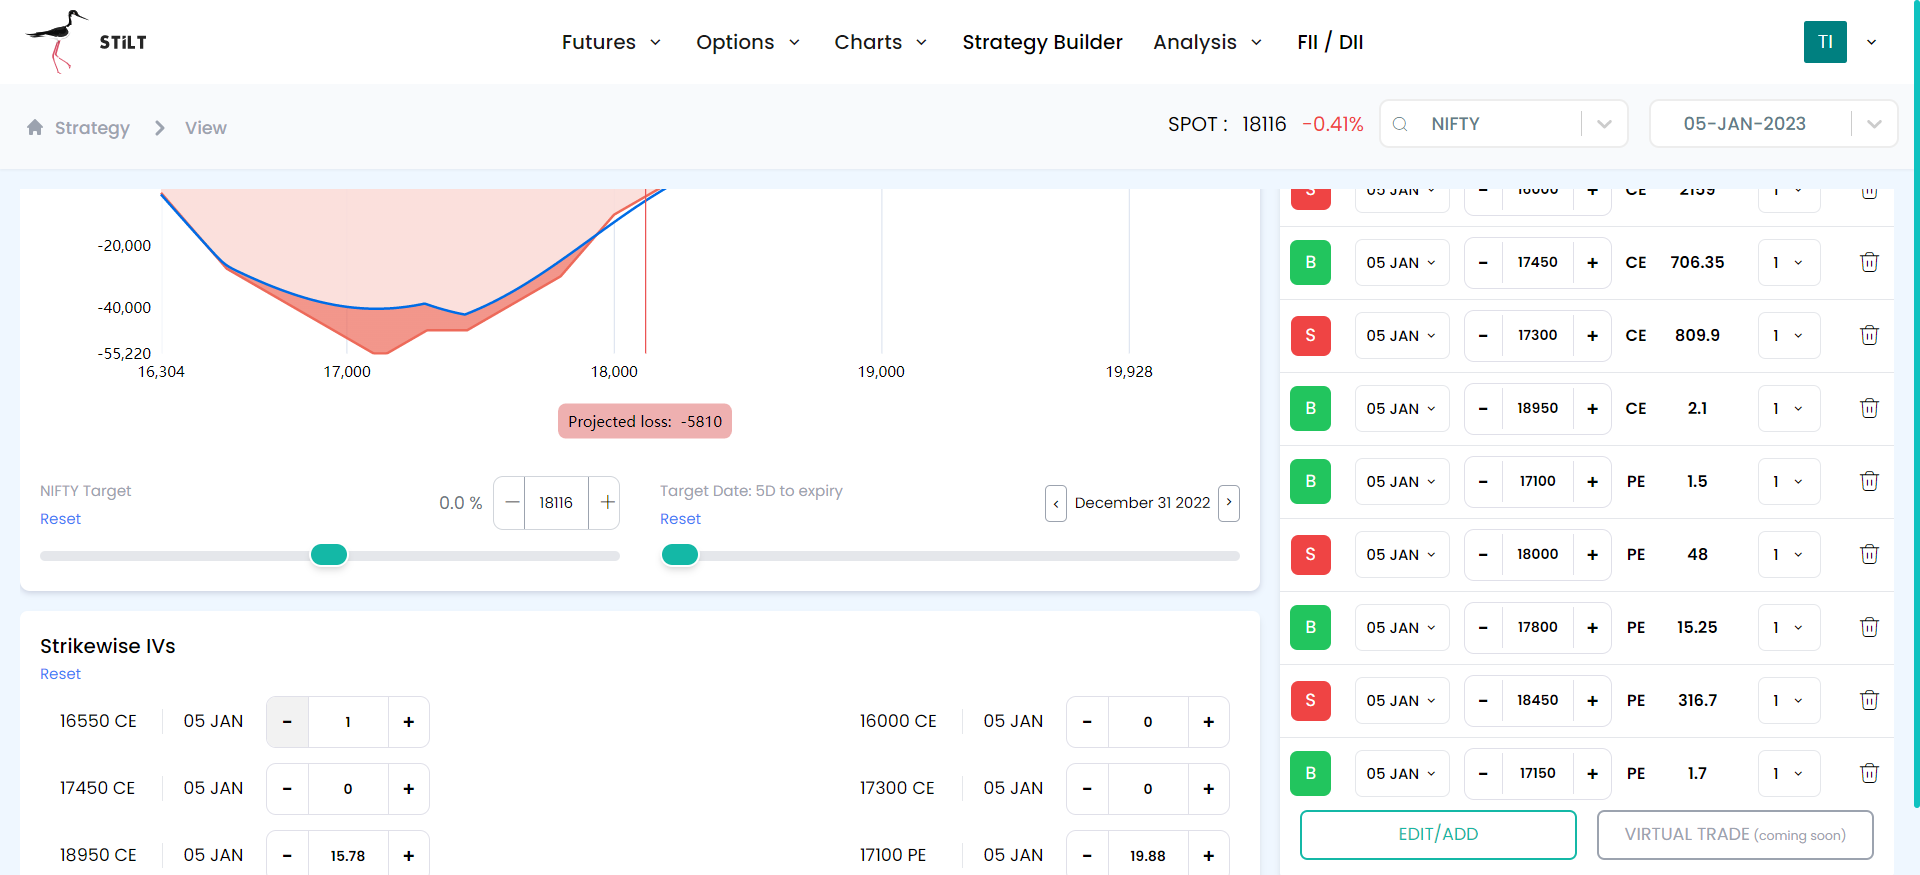 STiLT
Futures Options Charts Strategy Builder Analysis FII / DII
TI
Strategy View
SPOT : 18116 -0.41% NIFTY 05-JAN-2023
-20,000
-40,000
-55,220
16,304 17,000 18,000 19,000 19,928
Projected loss: -5810
NIFTY Target
Reset
0.0 % — 18116 +
Target Date: 5D to expiry
Reset
‹ December 31 2022 ›
Strikewise IVs
Reset
16550 CE 05 JAN - 1 +
16000 CE 05 JAN - 0 +
17450 CE 05 JAN - 0 +
17300 CE 05 JAN - 0 +
18950 CE 05 JAN - 15.78 +
17100 PE 05 JAN - 19.88 +
S 05 JAN - 16000 + CE 2159 1
B 05 JAN - 17450 + CE 706.35 1
S 05 JAN - 17300 + CE 809.9 1
B 05 JAN - 18950 + CE 2.1 1
B 05 JAN - 17100 + PE 1.5 1
S 05 JAN - 18000 + PE 48 1
B 05 JAN - 17800 + PE 15.25 1
S 05 JAN - 18450 + PE 316.7 1
B 05 JAN - 17150 + PE 1.7 1
EDIT/ADD VIRTUAL TRADE (coming soon)